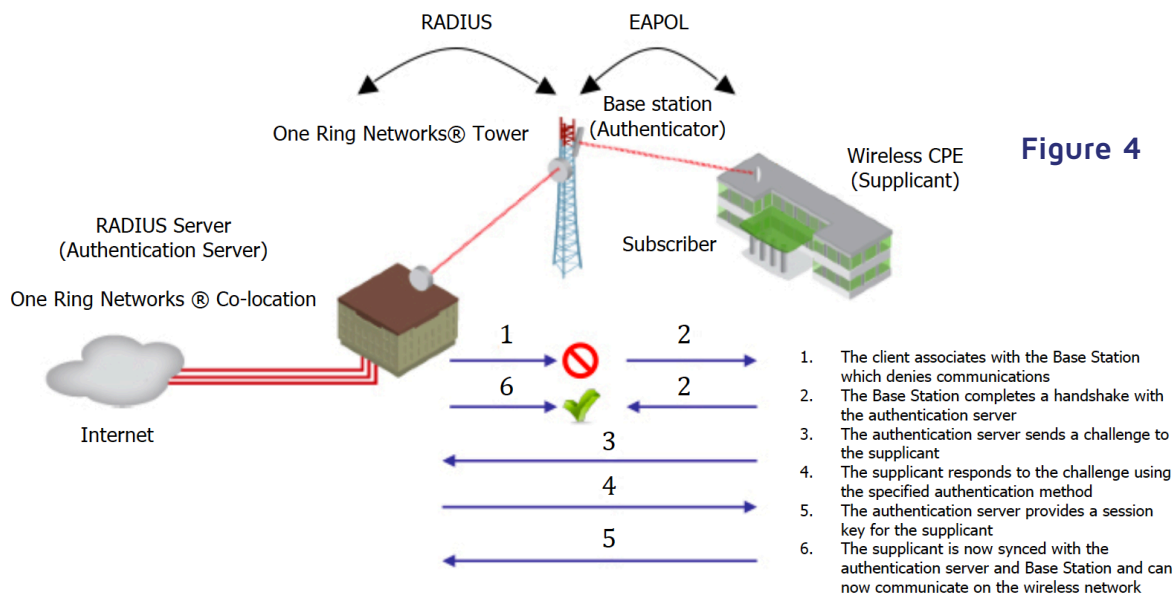 RADIUS
EAPOL
One Ring Networks® Tower
Base station
(Authenticator)
Figure 4
Wireless CPE
(Supplicant)
RADIUS Server
(Authentication Server)
Subscriber
One Ring Networks ® Co-location
Internet
1
2
6
2
3
4
5
1. The client associates with the Base Station
which denies communications
2. The Base Station completes a handshake with
the authentication server
3. The authentication server sends a challenge to
the supplicant
4. The supplicant responds to the challenge using
the specified authentication method
5. The authentication server provides a session
key for the supplicant
6. The supplicant is now synced with the
authentication server and Base Station and can
now communicate on the wireless network